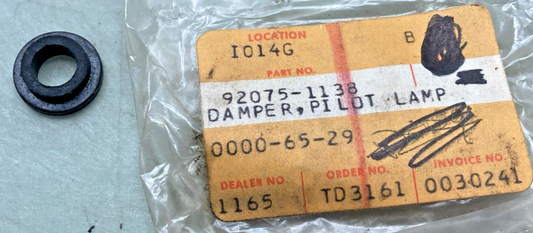 LOCATION
I014G B
PART NO.
92075-1138
DAMPER, PILOT LAMP
0000-65-29
DEALER NO. ORDER NO. INVOICE NO.
1165 TD3161 0030241